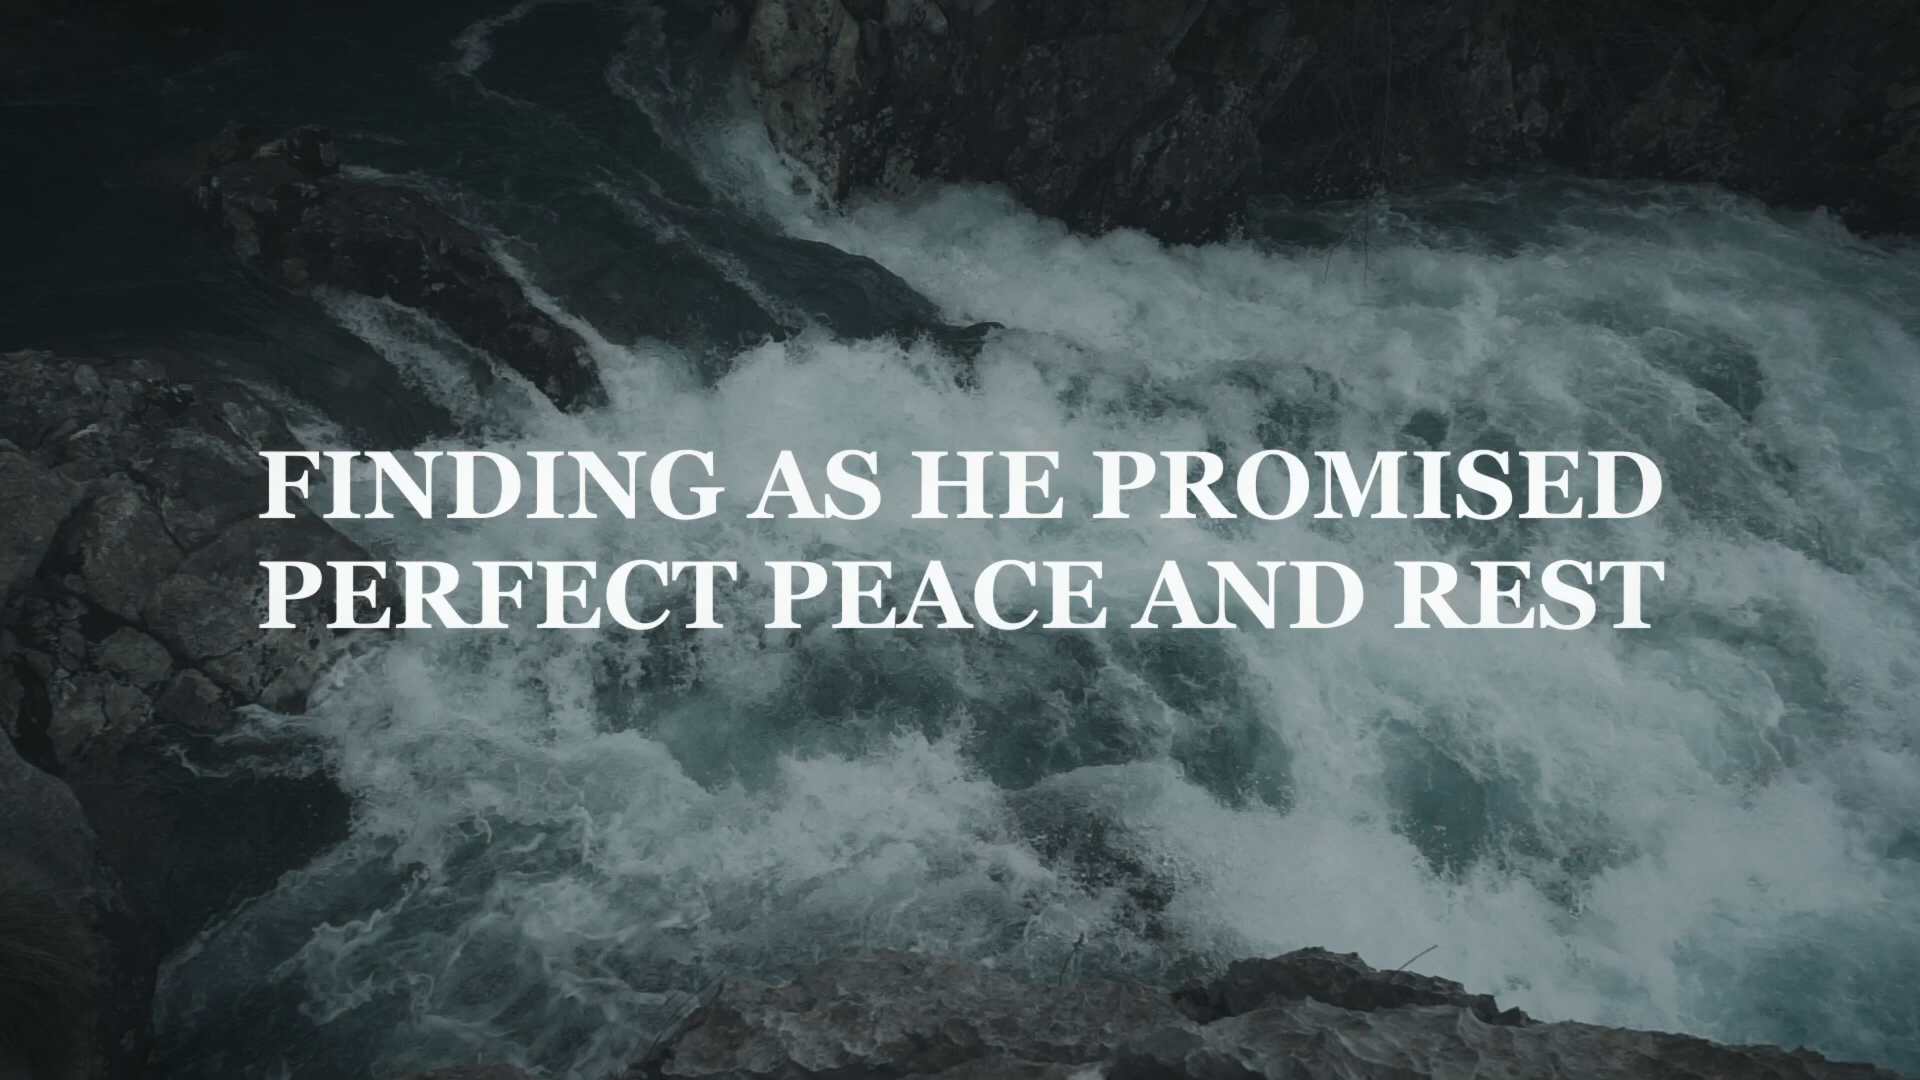 FINDING AS HE PROMISED
PERFECT PEACE AND REST